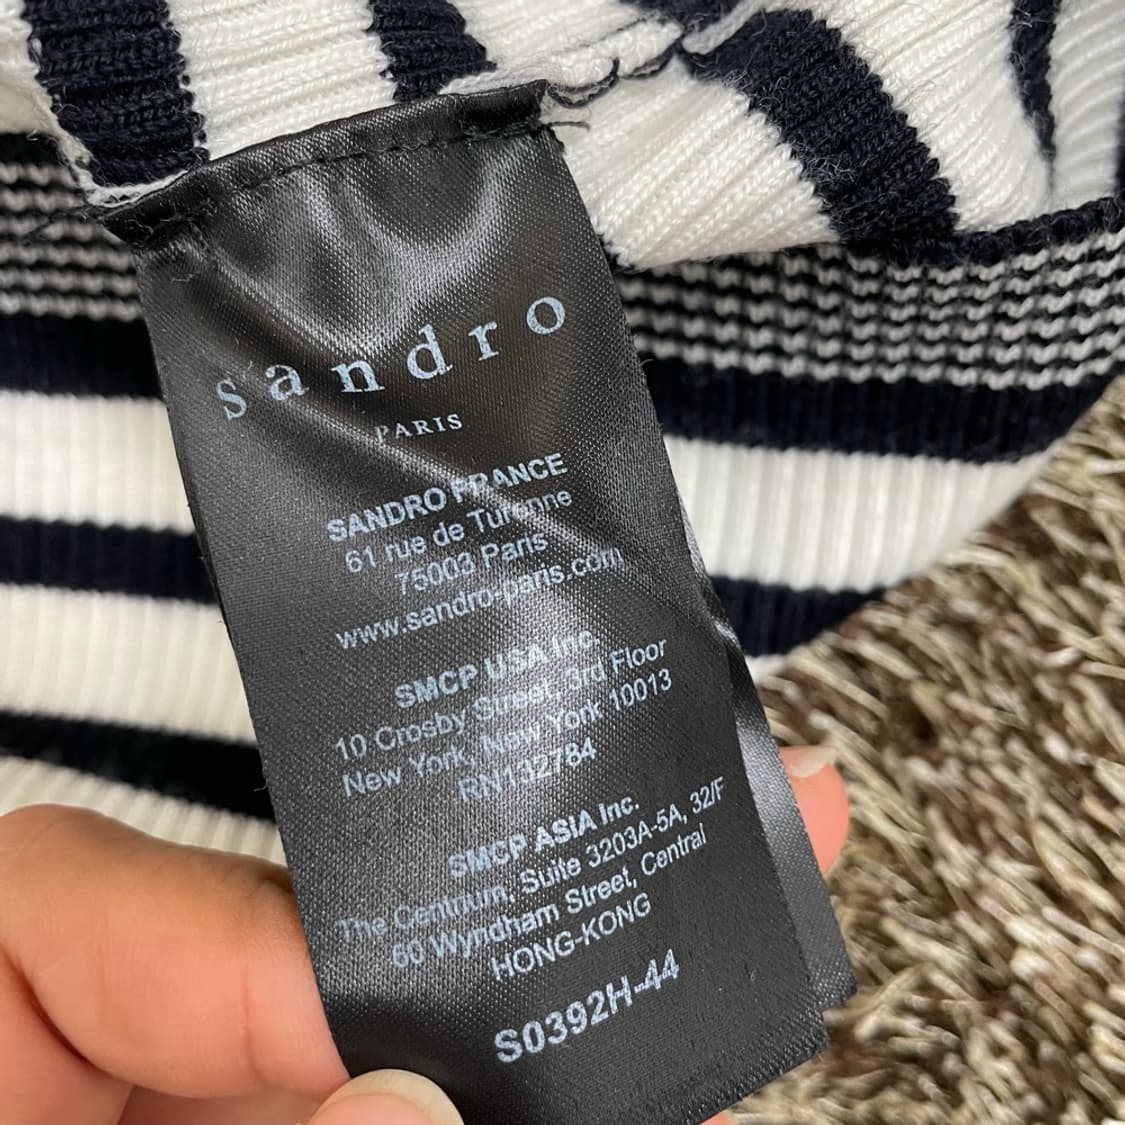 sandro
PARIS
SANDRO FRANCE
61 rue de Turenne
75003 Paris
www.sandro-paris.com
SMCP USA Inc.
10 Crosby Street, 3rd Floor
New York, New York 10013
RN132784
SMCP ASIA Inc.
The Centrium, Suite 3203A-5A, 32/F
60 Wyndham Street, Central
HONG-KONG
S0392H-44